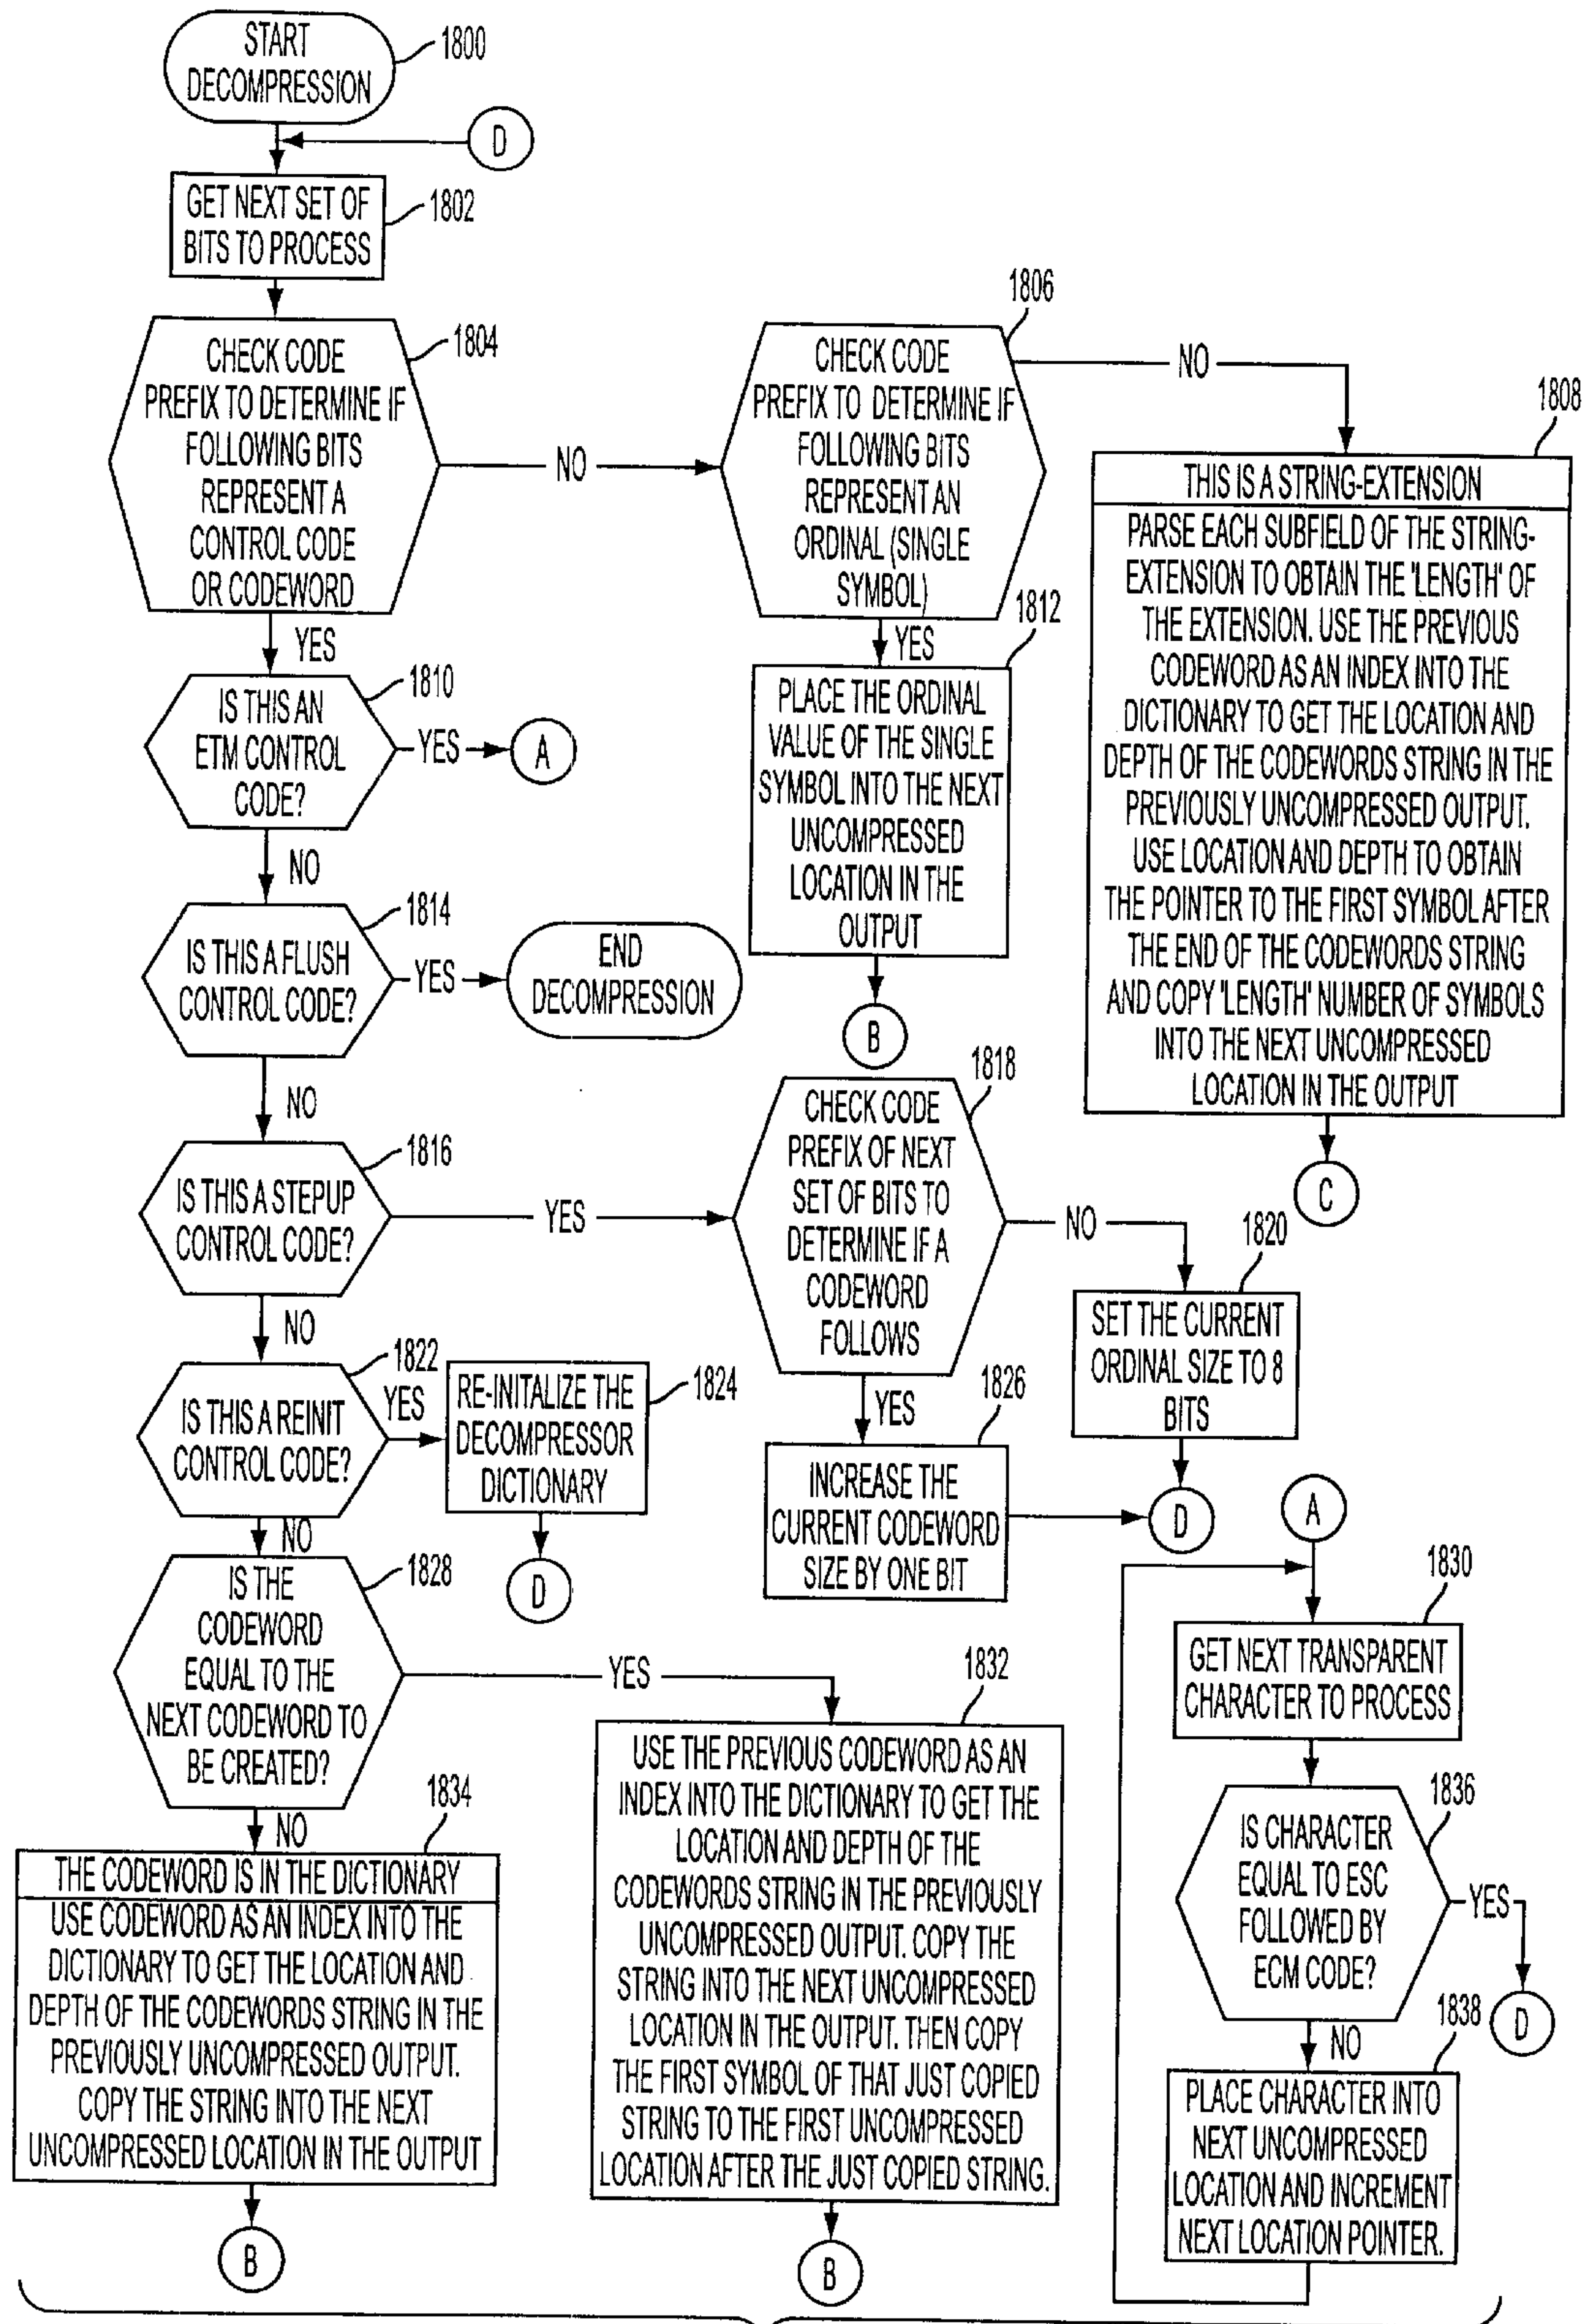 START
DECOMPRESSION
1800
D
GET NEXT SET OF
BITS TO PROCESS
1802
CHECK CODE
PREFIX TO DETERMINE IF
FOLLOWING BITS
REPRESENT A
CONTROL CODE
OR CODEWORD
1804
NO
YES
CHECK CODE
PREFIX TO DETERMINE IF
FOLLOWING BITS
REPRESENT AN
ORDINAL (SINGLE
SYMBOL)
1806
NO
YES
1808
THIS IS A STRING-EXTENSION
PARSE EACH SUBFIELD OF THE STRING-
EXTENSION TO OBTAIN THE 'LENGTH' OF
THE EXTENSION. USE THE PREVIOUS
CODEWORD AS AN INDEX INTO THE
DICTIONARY TO GET THE LOCATION AND
DEPTH OF THE CODEWORDS STRING IN THE
PREVIOUSLY UNCOMPRESSED OUTPUT.
USE LOCATION AND DEPTH TO OBTAIN
THE POINTER TO THE FIRST SYMBOL AFTER
THE END OF THE CODEWORDS STRING
AND COPY 'LENGTH' NUMBER OF SYMBOLS
INTO THE NEXT UNCOMPRESSED
LOCATION IN THE OUTPUT
C
IS THIS AN
ETM CONTROL
CODE?
1810
YES
A
NO
1812
PLACE THE ORDINAL
VALUE OF THE SINGLE
SYMBOL INTO THE NEXT
UNCOMPRESSED
LOCATION IN THE
OUTPUT
B
IS THIS A FLUSH
CONTROL CODE?
1814
YES
END
DECOMPRESSION
NO
IS THIS A STEPUP
CONTROL CODE?
1816
YES
NO
CHECK CODE
PREFIX OF NEXT
SET OF BITS TO
DETERMINE IF A
CODEWORD
FOLLOWS
1818
NO
YES
1820
SET THE CURRENT
ORDINAL SIZE TO 8
BITS
D
IS THIS A REINIT
CONTROL CODE?
1822
YES
NO
RE-INITALIZE THE
DECOMPRESSOR
DICTIONARY
1824
D
1826
INCREASE THE
CURRENT CODEWORD
SIZE BY ONE BIT
IS THE
CODEWORD
EQUAL TO THE
NEXT CODEWORD TO
BE CREATED?
1828
YES
NO
A
1830
GET NEXT TRANSPARENT
CHARACTER TO PROCESS
1832
USE THE PREVIOUS CODEWORD AS AN
INDEX INTO THE DICTIONARY TO GET THE
LOCATION AND DEPTH OF THE
CODEWORDS STRING IN THE PREVIOUSLY
UNCOMPRESSED OUTPUT. COPY THE
STRING INTO THE NEXT UNCOMPRESSED
LOCATION IN THE OUTPUT. THEN COPY
THE FIRST SYMBOL OF THAT JUST COPIED
STRING TO THE FIRST UNCOMPRESSED
LOCATION AFTER THE JUST COPIED STRING.
B
1834
THE CODEWORD IS IN THE DICTIONARY
USE CODEWORD AS AN INDEX INTO THE
DICTIONARY TO GET THE LOCATION AND
DEPTH OF THE CODEWORDS STRING IN THE
PREVIOUSLY UNCOMPRESSED OUTPUT.
COPY THE STRING INTO THE NEXT
UNCOMPRESSED LOCATION IN THE OUTPUT
B
1836
IS CHARACTER
EQUAL TO ESC
FOLLOWED BY
ECM CODE?
YES
D
NO
1838
PLACE CHARACTER INTO
NEXT UNCOMPRESSED
LOCATION AND INCREMENT
NEXT LOCATION POINTER.